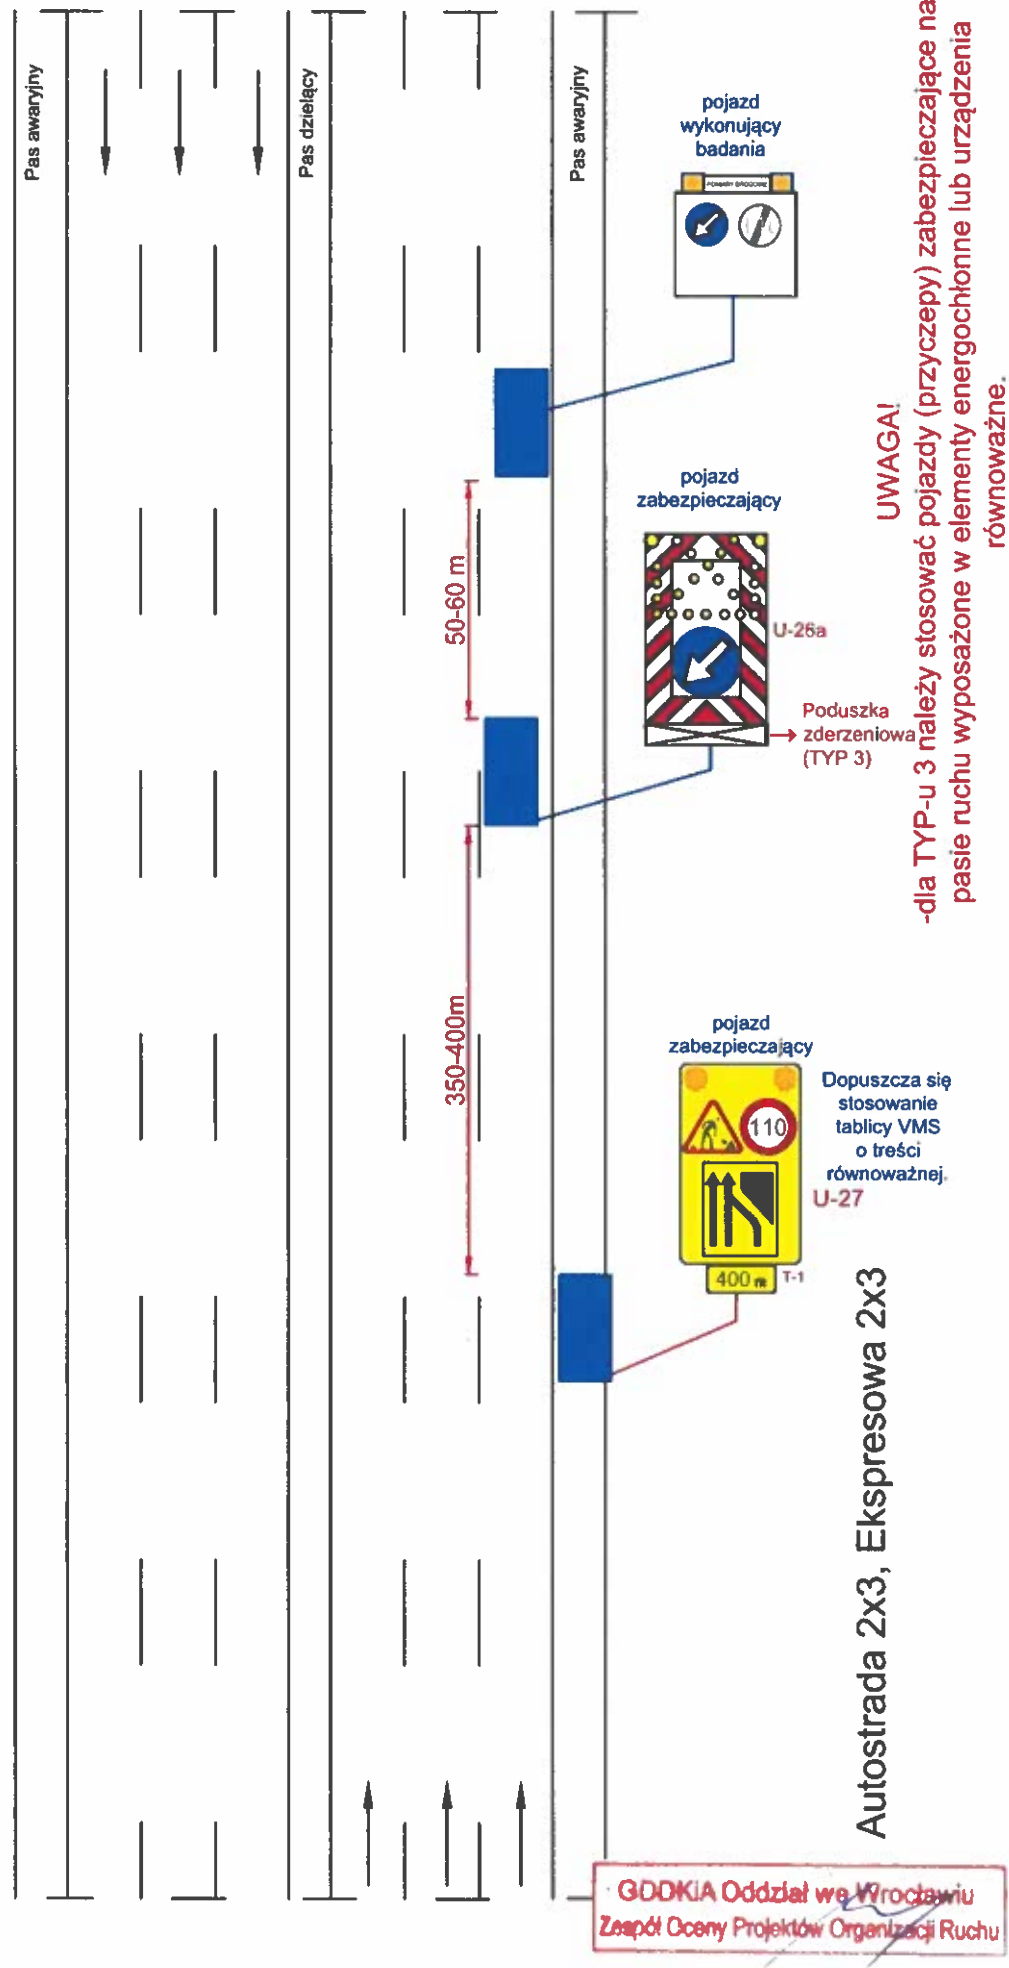 Pas awaryjny
Pas dzielący
Pas awaryjny
pojazd
wykonujący
badania
50-60 m
pojazd
zabezpieczający
U-26a
Poduszka
zderzeniowa
(TYP 3)
UWAGA!
-dla TYP-u 3 należy stosować pojazdy (przyczepy) zabezpieczające na
pasie ruchu wyposażone w elementy energochłonne lub urządzenia
równoważne.
350-400m
pojazd
zabezpieczający
110
Dopuszcza się
stosowanie
tablicy VMS
o treści
równoważnej.
U-27
400 m
T-1
Autostrada 2x3, Ekspresowa 2x3
GDDKiA Oddział we Wrocławiu
Zespół Oceny Projektów Organizacji Ruchu